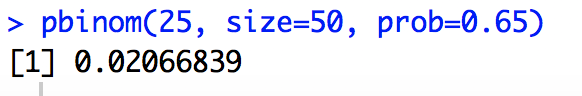 > pbinom(25, size=50, prob=0.65)
[1] 0.02066839